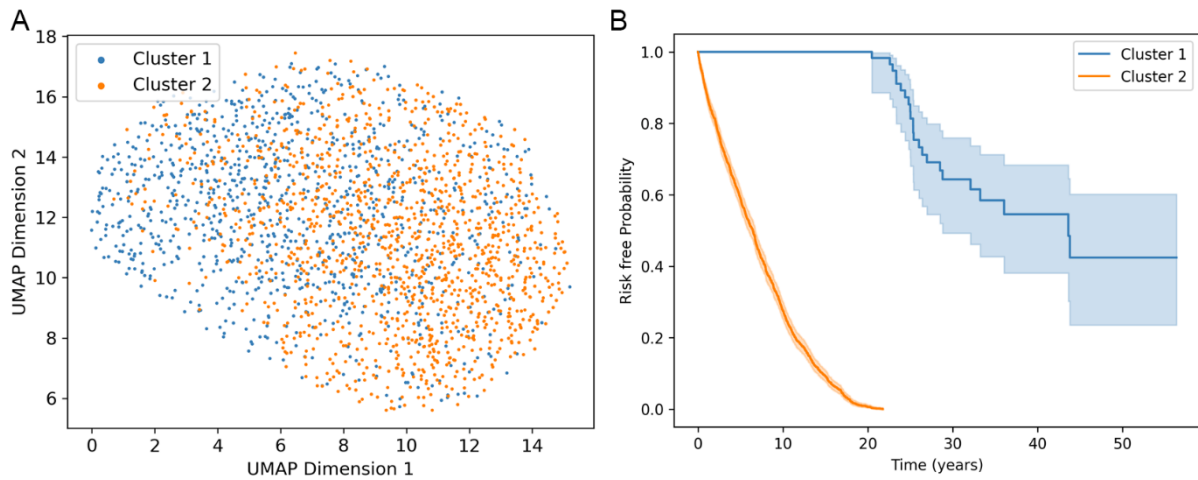 A
18
16
14
12
10
8
6
UMAP Dimension 2
Cluster 1
Cluster 2
0 2 4 6 8 10 12 14
UMAP Dimension 1
B
1.0
0.8
0.6
0.4
0.2
0.0
Risk free Probability
Cluster 1
Cluster 2
0 10 20 30 40 50
Time (years)